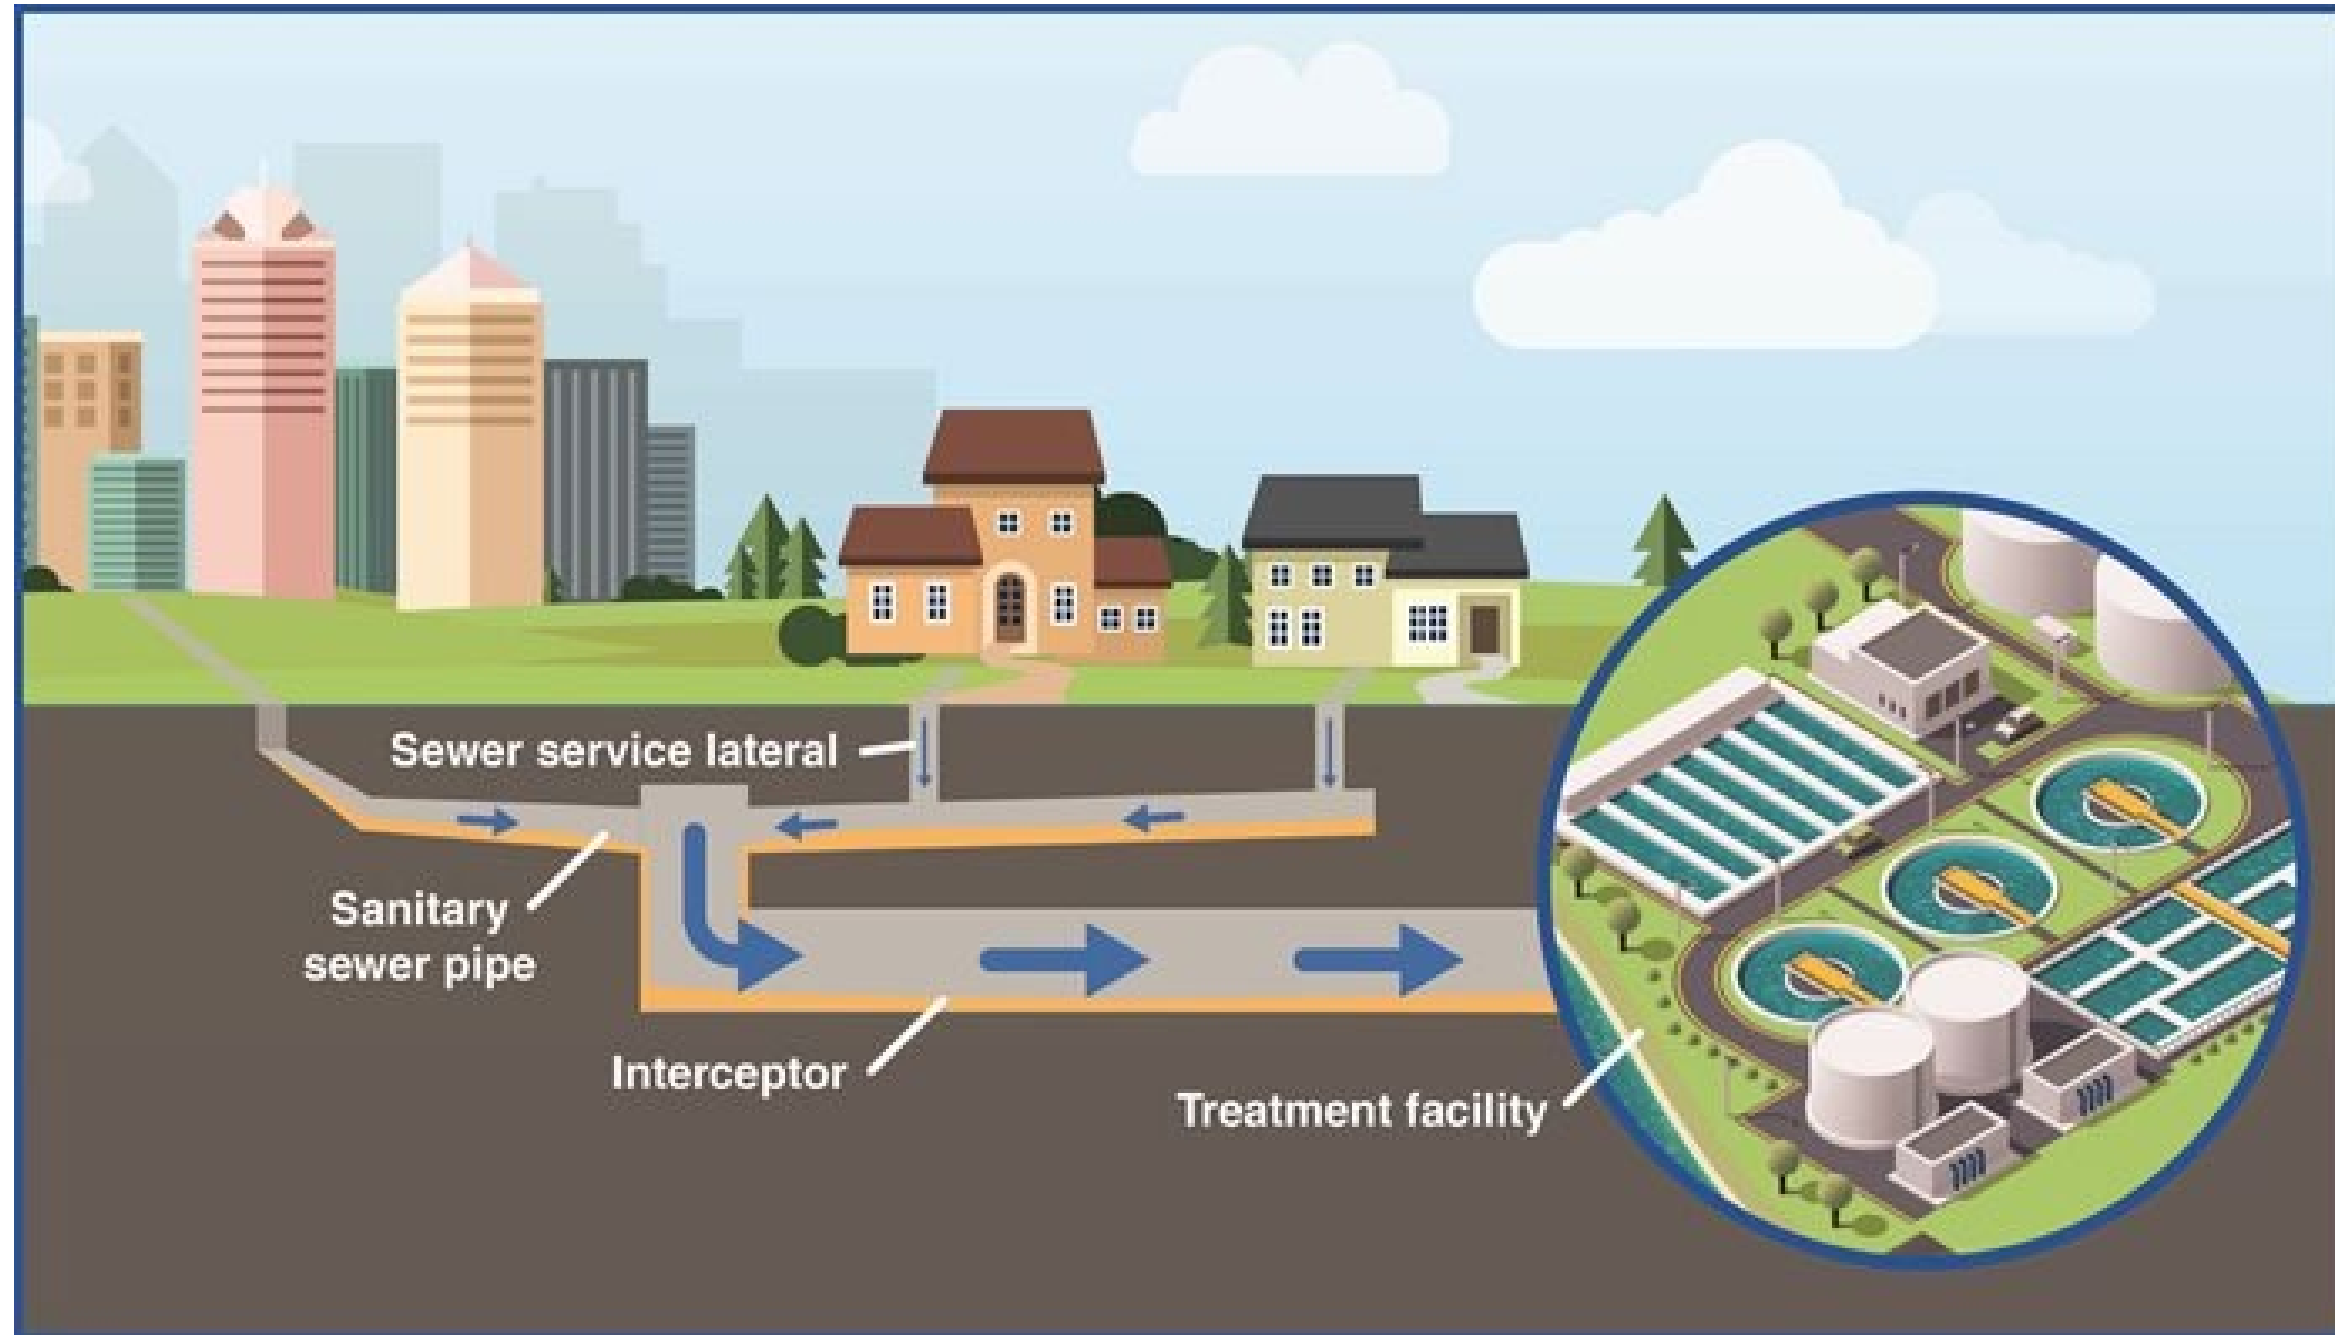 Sewer service lateral
Sanitary
sewer pipe
Interceptor
Treatment facility